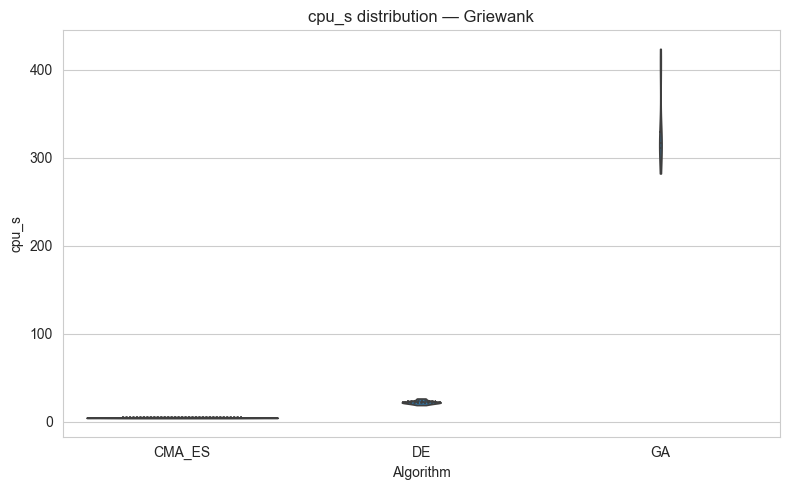 cpu_s distribution — Griewank
400
300
200
100
0
cpu_s
CMA_ES DE GA
Algorithm